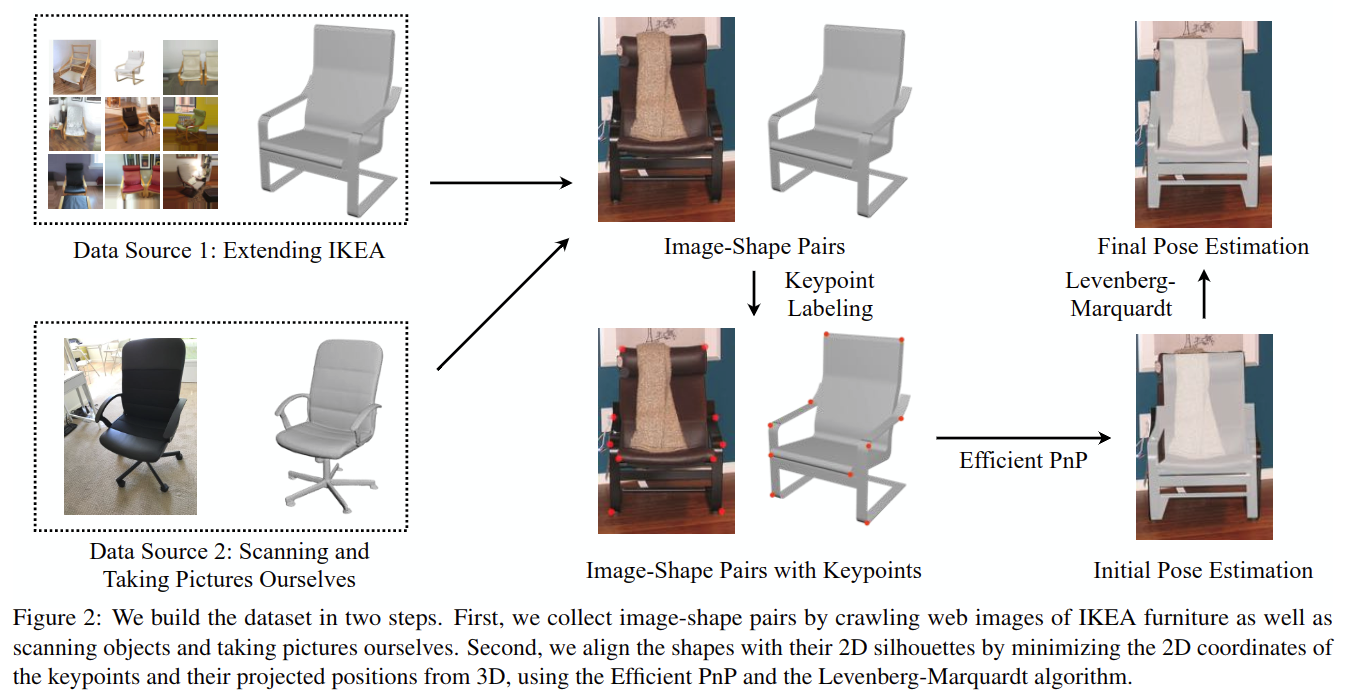 Data Source 1: Extending IKEA
Data Source 2: Scanning and
Taking Pictures Ourselves
Image-Shape Pairs
Keypoint
Labeling
Image-Shape Pairs with Keypoints
Efficient PnP
Final Pose Estimation
Levenberg-
Marquardt
Initial Pose Estimation
Figure 2: We build the dataset in two steps. First, we collect image-shape pairs by crawling web images of IKEA furniture as well as
scanning objects and taking pictures ourselves. Second, we align the shapes with their 2D silhouettes by minimizing the 2D coordinates of
the keypoints and their projected positions from 3D, using the Efficient PnP and the Levenberg-Marquardt algorithm.